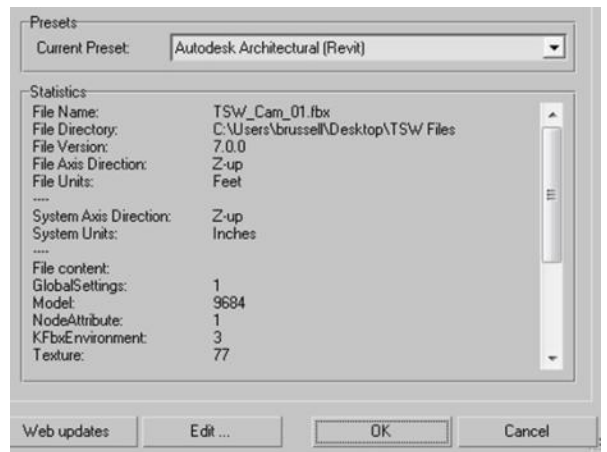 Presets
Current Preset: Autodesk Architectural (Revit)
Statistics
File Name: TSW_Cam_01.fbx
File Directory: C:\Users\brussell\Desktop\TSW Files
File Version: 7.0.0
File Axis Direction: Z-up
File Units: Feet
----
System Axis Direction: Z-up
System Units: Inches
----
File content:
GlobalSettings: 1
Model: 9684
NodeAttribute: 1
KFbxEnvironment: 3
Texture: 77
Web updates Edit ... OK Cancel